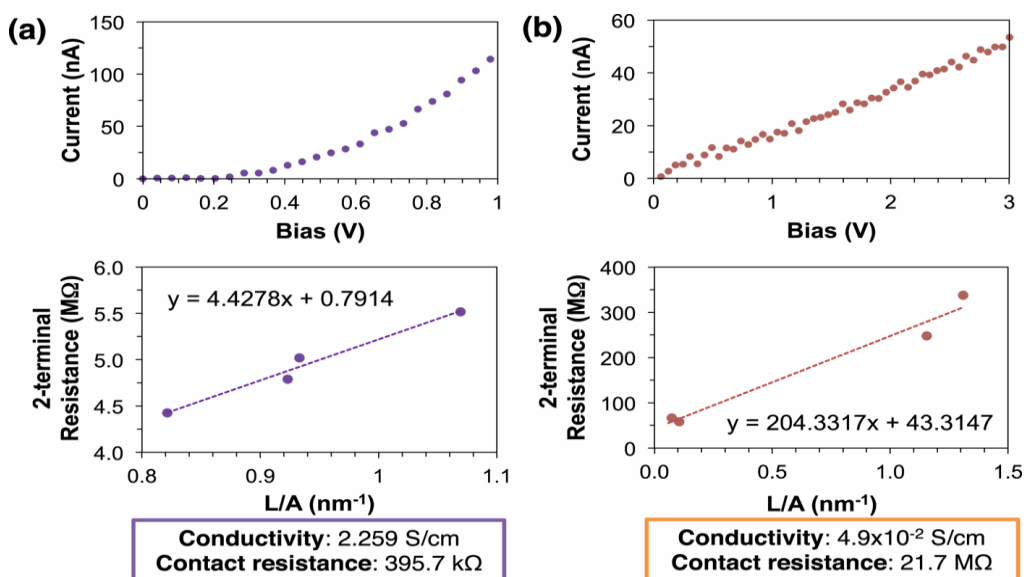 (a)
Current (nA)
150
100
50
0
0 0.2 0.4 0.6 0.8 1
Bias (V)
2-terminal
Resistance (MΩ)
6.0
5.5
5.0
4.5
4.0
y = 4.4278x + 0.7914
0.8 0.9 1 1.1
L/A (nm⁻¹)
Conductivity: 2.259 S/cm
Contact resistance: 395.7 kΩ
(b)
Current (nA)
60
40
20
0
0 1 2 3
Bias (V)
2-terminal
Resistance (MΩ)
400
300
200
100
0
y = 204.3317x + 43.3147
0.0 0.5 1.0 1.5
L/A (nm⁻¹)
Conductivity: 4.9x10⁻² S/cm
Contact resistance: 21.7 MΩ